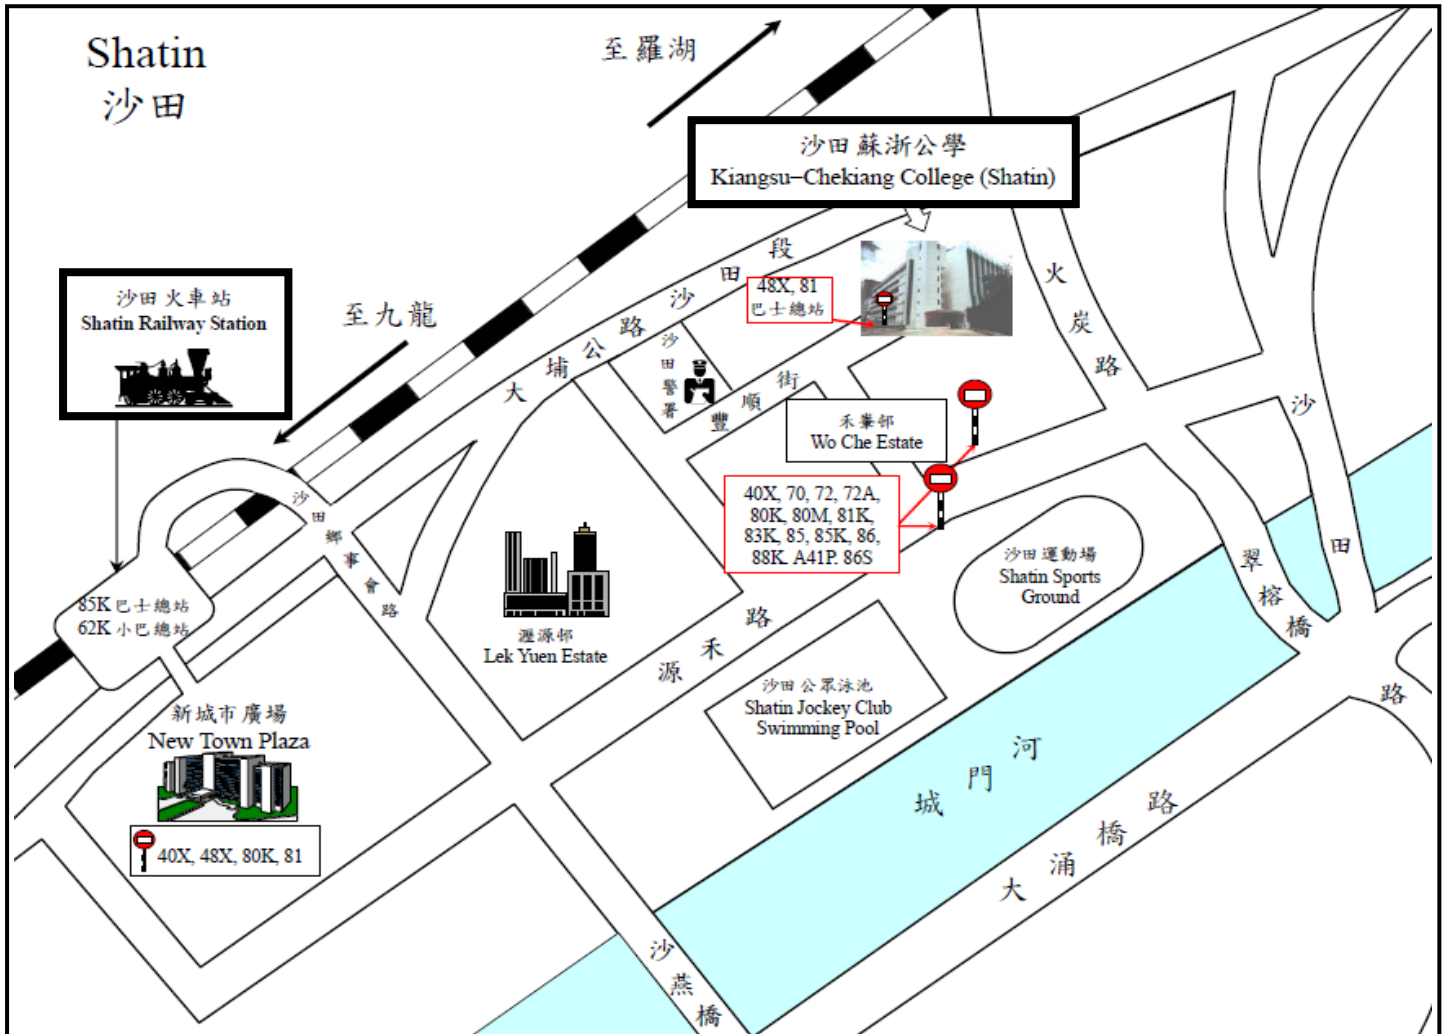 Shatin
沙田
至羅湖
沙田蘇浙公學
Kiangsu–Chekiang College (Shatin)
沙田火車站
Shatin Railway Station
至九龍
大埔公路沙田段
48X, 81
巴士總站
火炭路
沙田警署
豐順街
禾輋邨
Wo Che Estate
40X, 70, 72, 72A,
80K, 80M, 81K,
83K, 85, 85K, 86,
88K. A41P. 86S
沙田鄉事會路
沙田路
85K 巴士總站
62K 小巴總站
瀝源邨
Lek Yuen Estate
源禾路
沙田運動場
Shatin Sports
Ground
翠榕橋
沙田公眾泳池
Shatin Jockey Club
Swimming Pool
新城市廣場
New Town Plaza
40X, 48X, 80K, 81
城門河
大涌橋路
沙燕橋